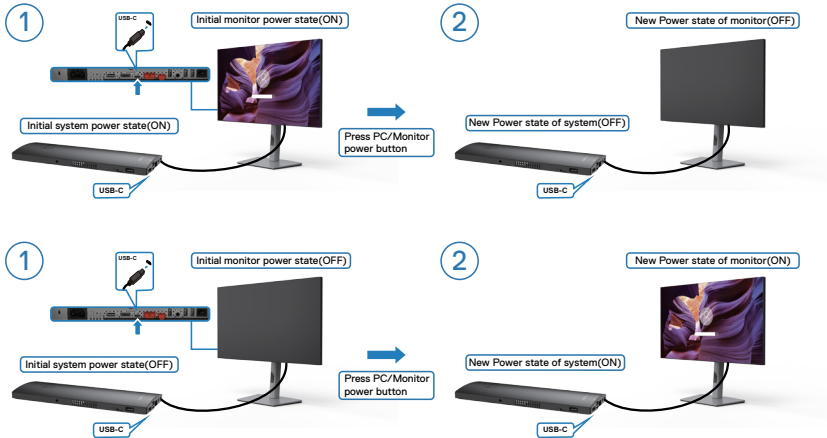 1
USB-C
Initial monitor power state(ON)
2
New Power state of monitor(OFF)
Initial system power state(ON)
Press PC/Monitor
power button
New Power state of system(OFF)
USB-C
USB-C
1
USB-C
Initial monitor power state(OFF)
2
New Power state of monitor(ON)
Initial system power state(OFF)
Press PC/Monitor
power button
New Power state of system(ON)
USB-C
USB-C